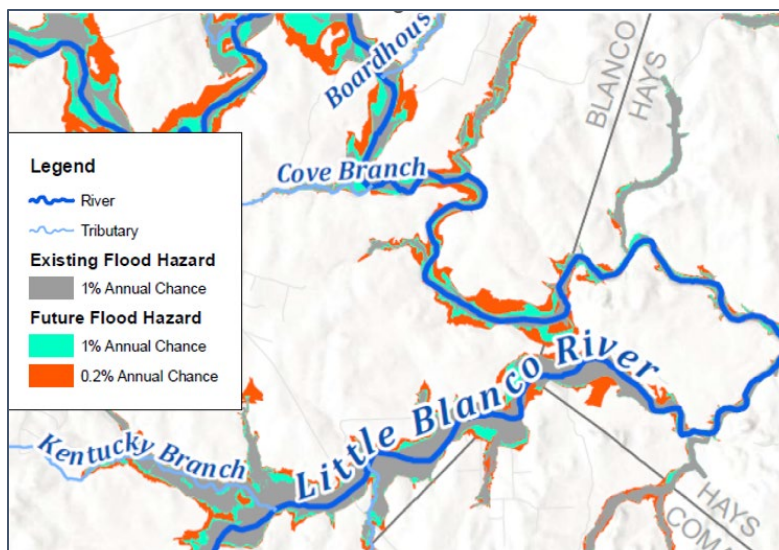 Boardhous
BLANCO
HAYS
Cove Branch
Legend
River
Tributary
Existing Flood Hazard
1% Annual Chance
Future Flood Hazard
1% Annual Chance
0.2% Annual Chance
Little Blanco River
Kentucky Branch
HAYS
COM